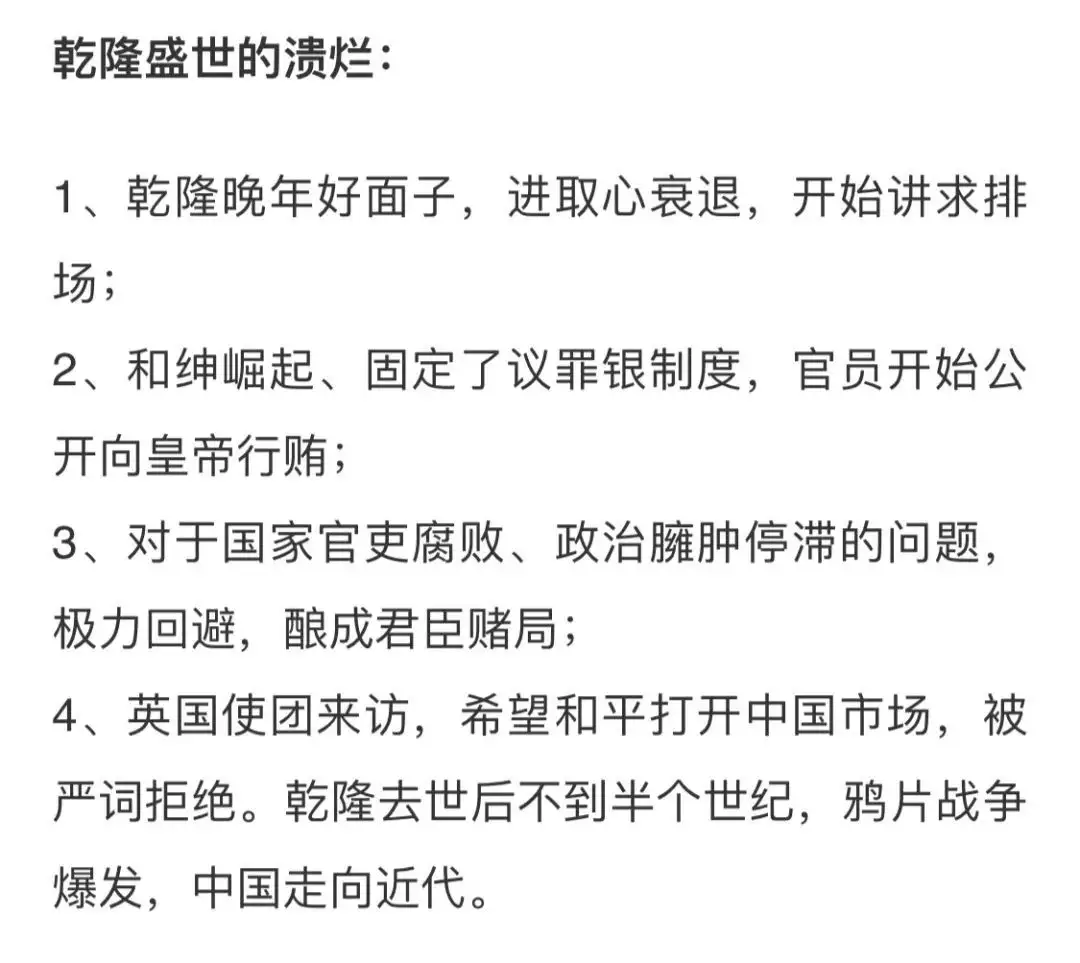 乾隆盛世的溃烂：
1、乾隆晚年好面子，进取心衰退，开始讲求排
场；
2、和绅崛起、固定了议罪银制度，官员开始公
开向皇帝行贿；
3、对于国家官吏腐败、政治臃肿停滞的问题，
极力回避，酿成君臣赌局；
4、英国使团来访，希望和平打开中国市场，被
严词拒绝。乾隆去世后不到半个世纪，鸦片战争
爆发，中国走向近代。